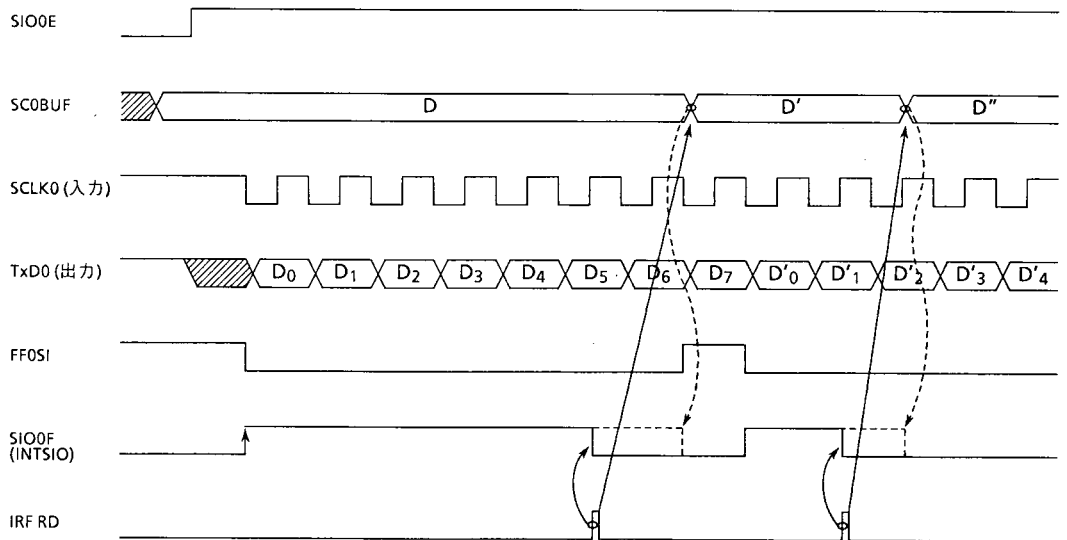 SIO0E
SC0BUF D D' D"
SCLK0 (入力)
TxD0 (出力) D0 D1 D2 D3 D4 D5 D6 D7 D'0 D'1 D'2 D'3 D'4
FF0SI
SIO0F
(INTSIO)
IRF RD